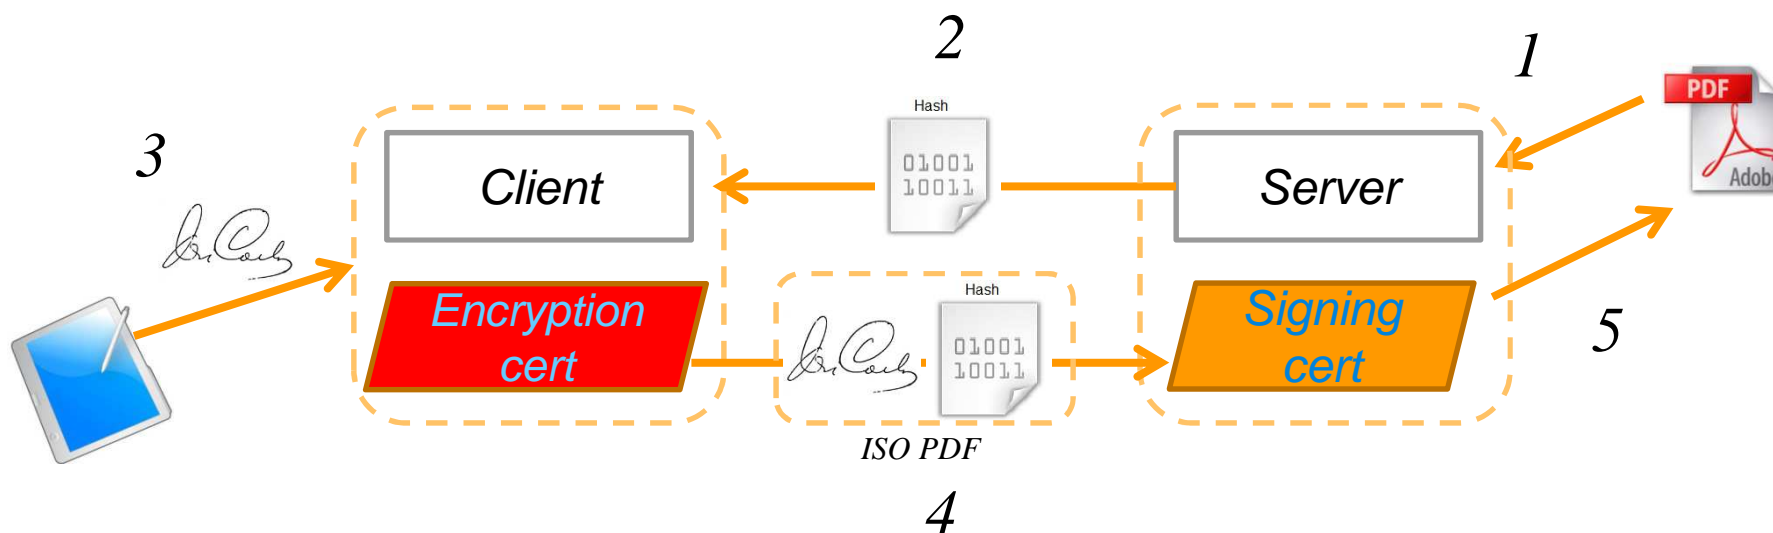 2
1
Hash
PDF
01001
10011
3
Client
Server
Adobe
Hash
Encryption
cert
01001
10011
Signing
cert
5
ISO PDF
4